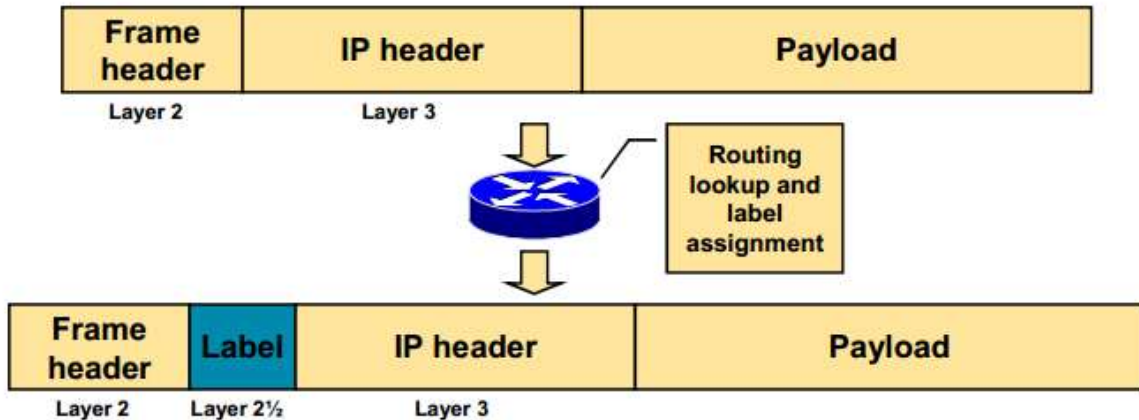 Frame
header
IP header
Payload
Layer 2
Layer 3
Routing
lookup and
label
assignment
Frame
header
Label
IP header
Payload
Layer 2
Layer 2½
Layer 3